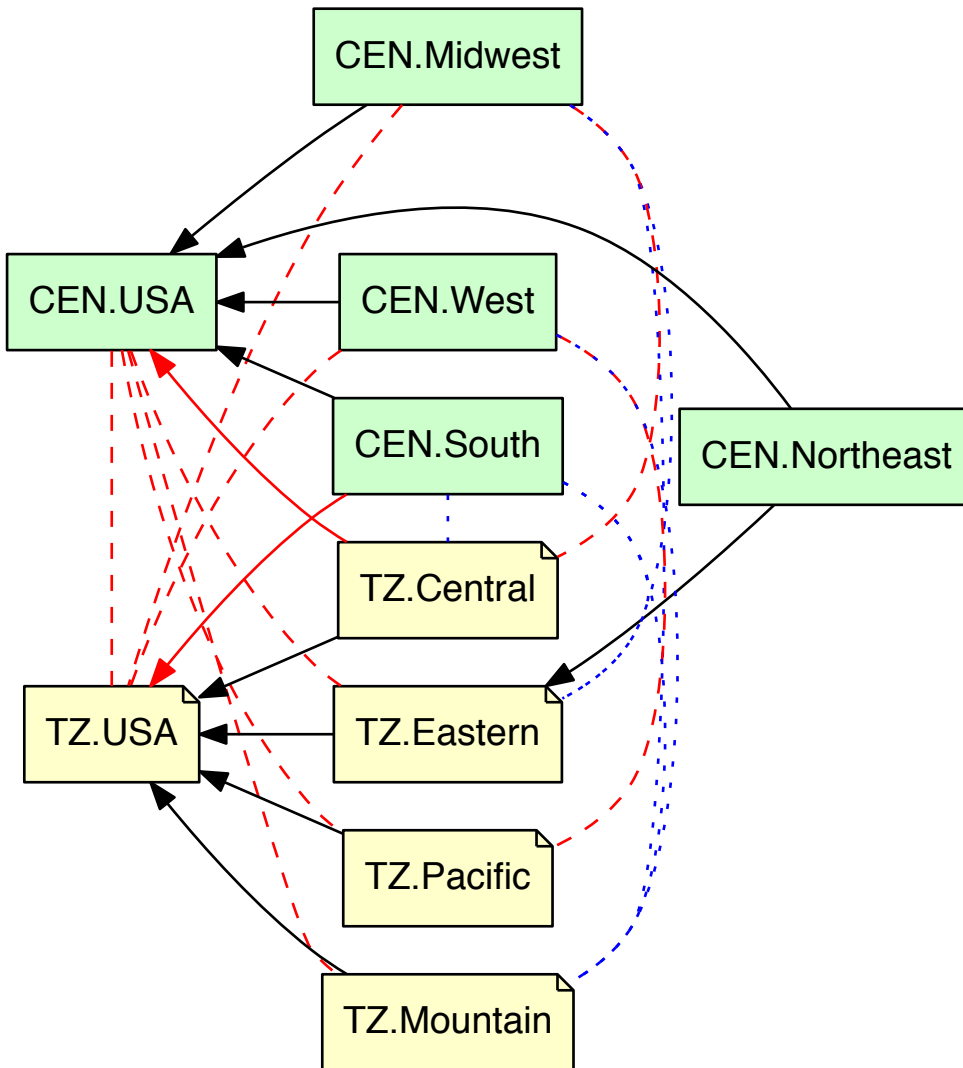 CEN.Midwest
CEN.USA
CEN.West
CEN.South
CEN.Northeast
TZ.Central
TZ.USA
TZ.Eastern
TZ.Pacific
TZ.Mountain